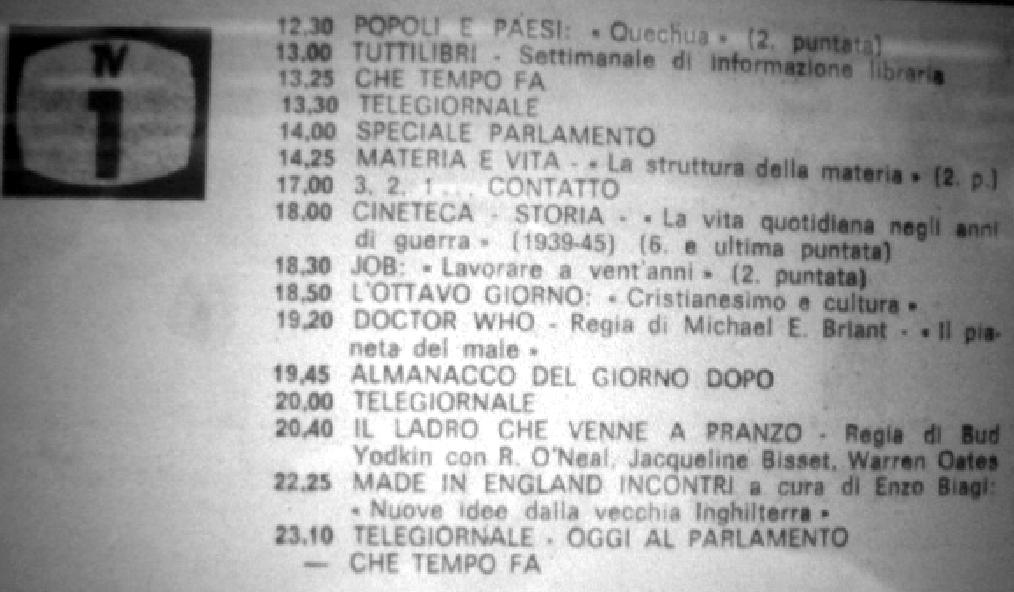 TV
1
12,30 POPOLI E PAESI: « Quechua » (2. puntata)
13,00 TUTTILIBRI - Settimanale di informazione libraria
13,25 CHE TEMPO FA
13,30 TELEGIORNALE
14,00 SPECIALE PARLAMENTO
14,25 MATERIA E VITA - « La struttura della materia » (2. p.)
17,00 3, 2, 1 ... CONTATTO
18,00 CINETECA - STORIA - « La vita quotidiana negli anni
di guerra » (1939-45) (6. e ultima puntata)
18,30 JOB: « Lavorare a vent'anni » (2. puntata)
18,50 L'OTTAVO GIORNO: « Cristianesimo e cultura »
19,20 DOCTOR WHO - Regia di Michael E. Briant - « Il pia-
neta del male »
19,45 ALMANACCO DEL GIORNO DOPO
20,00 TELEGIORNALE
20,40 IL LADRO CHE VENNE A PRANZO - Regia di Bud
Yodkin con R. O'Neal, Jacqueline Bisset, Warren Oates
22,25 MADE IN ENGLAND INCONTRI a cura di Enzo Biagi:
« Nuove idee dalla vecchia Inghilterra »
23,10 TELEGIORNALE - OGGI AL PARLAMENTO
— CHE TEMPO FA